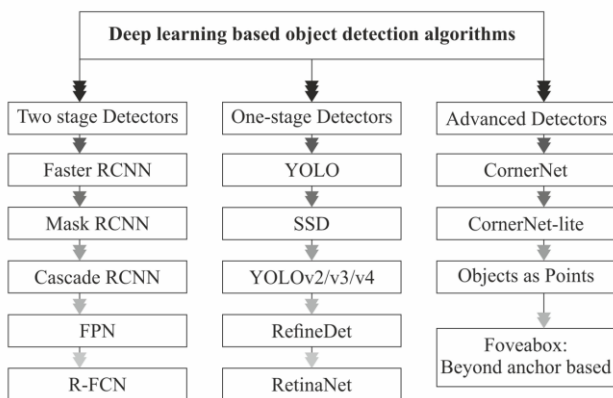 Deep learning based object detection algorithms
Two stage Detectors
Faster RCNN
Mask RCNN
Cascade RCNN
FPN
R-FCN
One-stage Detectors
YOLO
SSD
YOLOv2/v3/v4
RefineDet
RetinaNet
Advanced Detectors
CornerNet
CornerNet-lite
Objects as Points
Foveabox:
Beyond anchor based